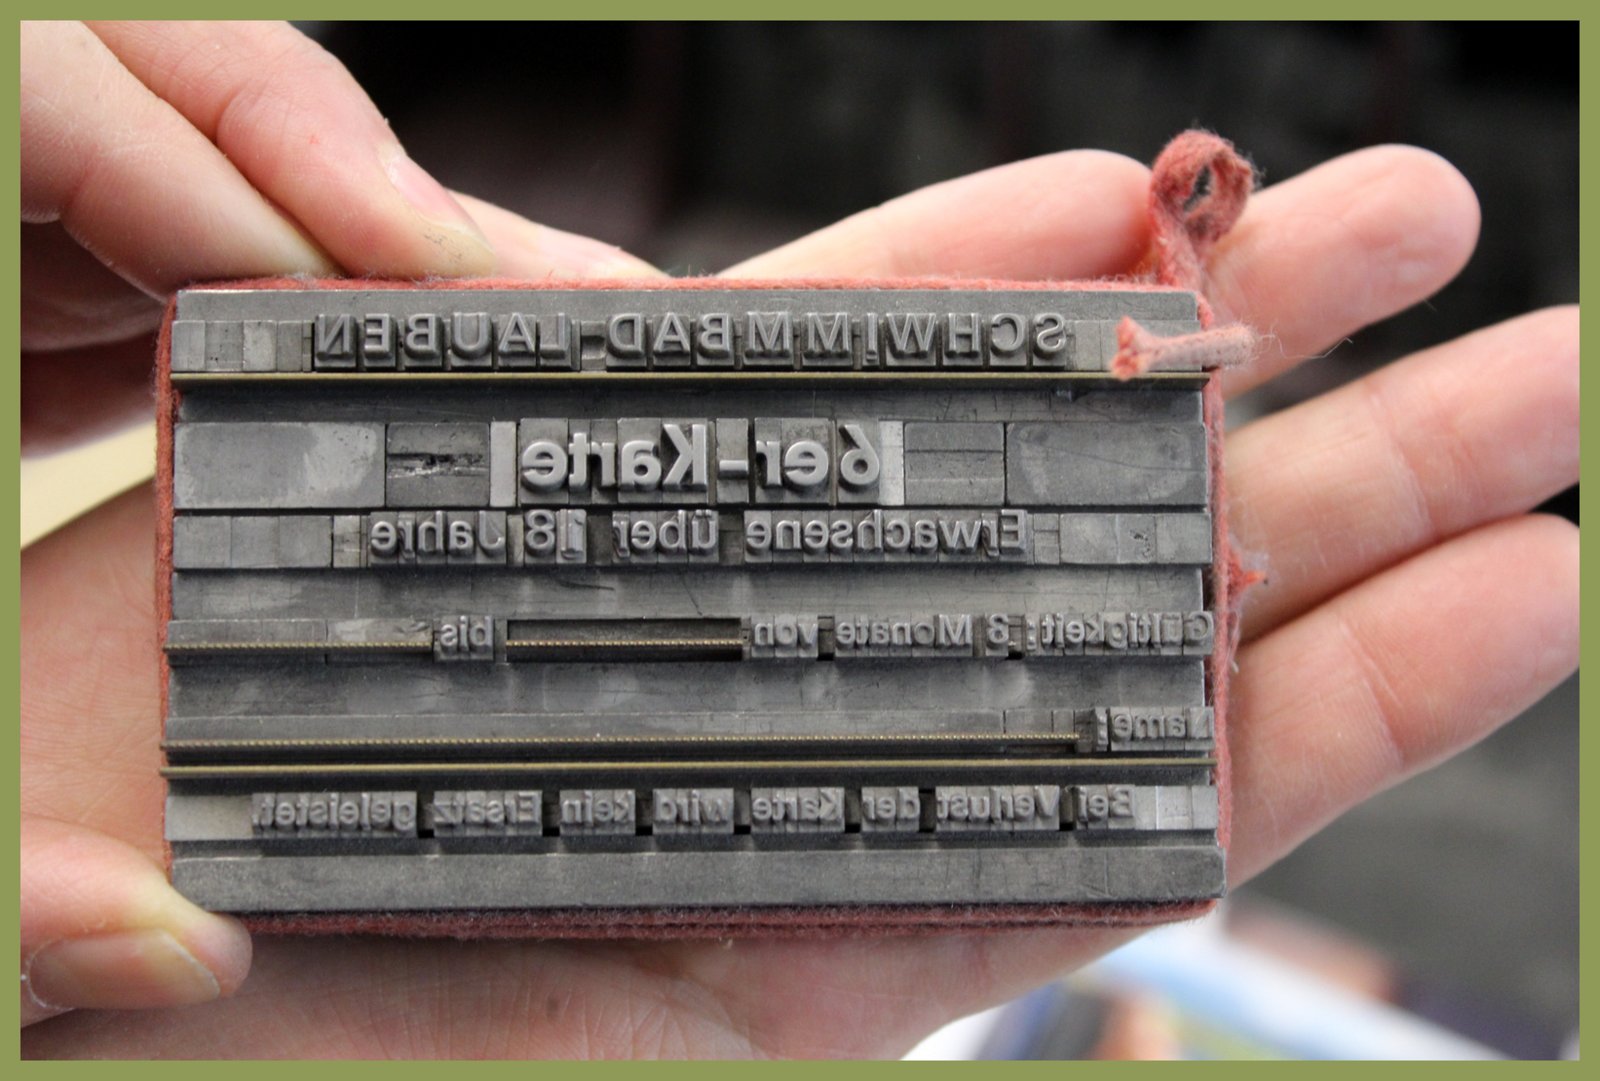 SCHWIMMBAD LAUBEN
6er-Karte
Erwachsene über 18 Jahre
Gültigkeit: 3 Monate von bis
Name:
Bei Verlust der Karte wird kein Ersatz geleistet